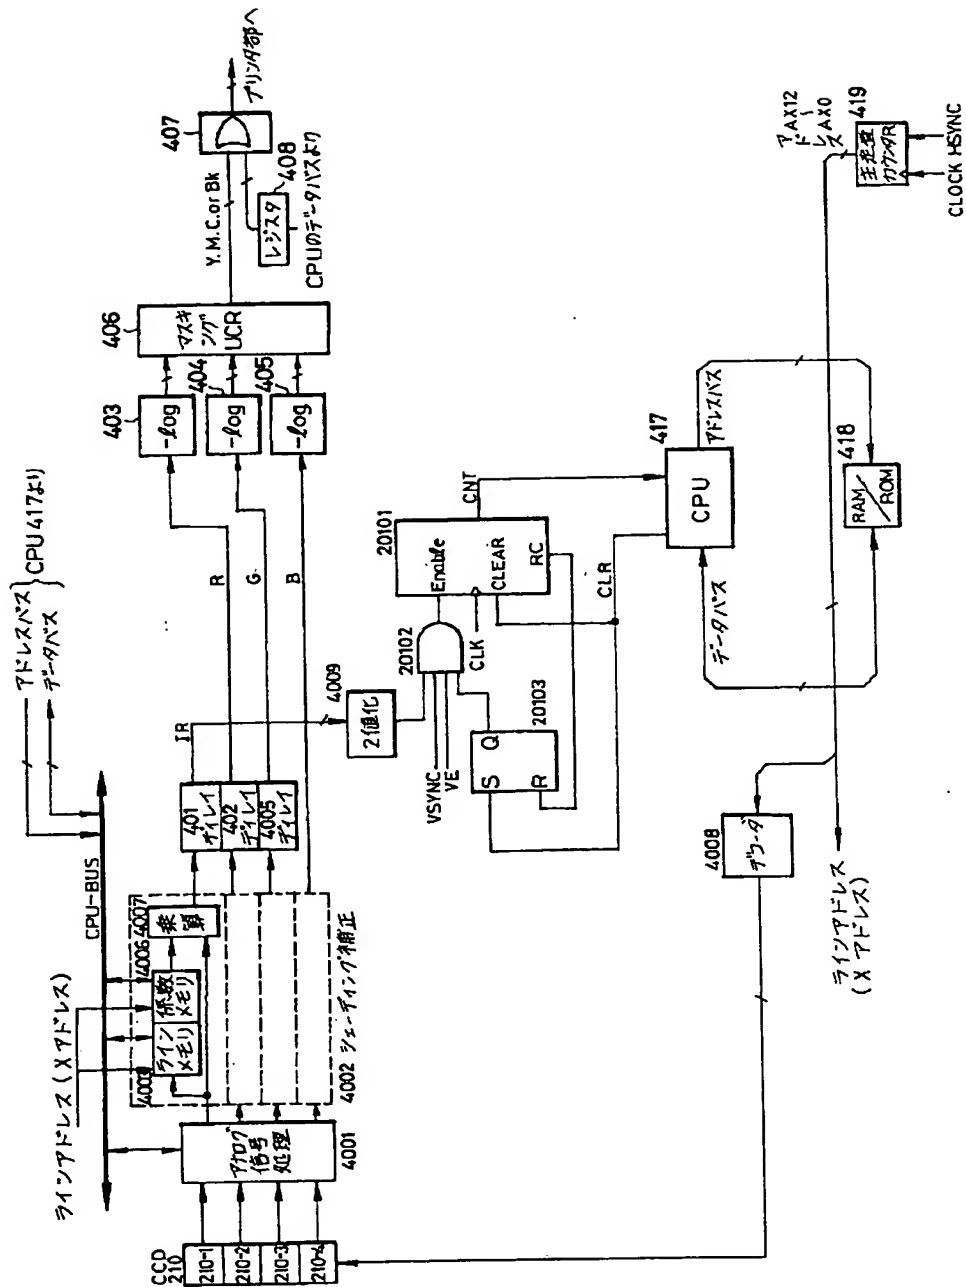 CCD
210
210-1
210-2
210-3
210-4
アナログ
信号
処理
4001
4002 シェーディング補正
4003
ライン
メモリ
4006
係数
メモリ
4007
乗算
ラインアドレス(Xアドレス)
CPU-BUS
アドレスバス
データバス
CPU417より
401
ディレイ
402
ディレイ
4005
ディレイ
IR
R
G
B
403
-log
404
-log
405
-log
406
マスキング
UCR
Y.M.C.or Bk
407
プリンタ部へ
レジスタ
408
CPUのデータバスより
4009
2値化
VSYNC
VE
20102
CLK
20101
Enable
CLEAR
RC
CNT
S
Q
R
20103
CLR
417
CPU
アドレスバス
データバス
418
RAM/
ROM
4008
デコーダ
ラインアドレス
(Xアドレス)
アドレス
AX12
~
AX0
419
主走査
カウンタR
CLOCK HSYNC